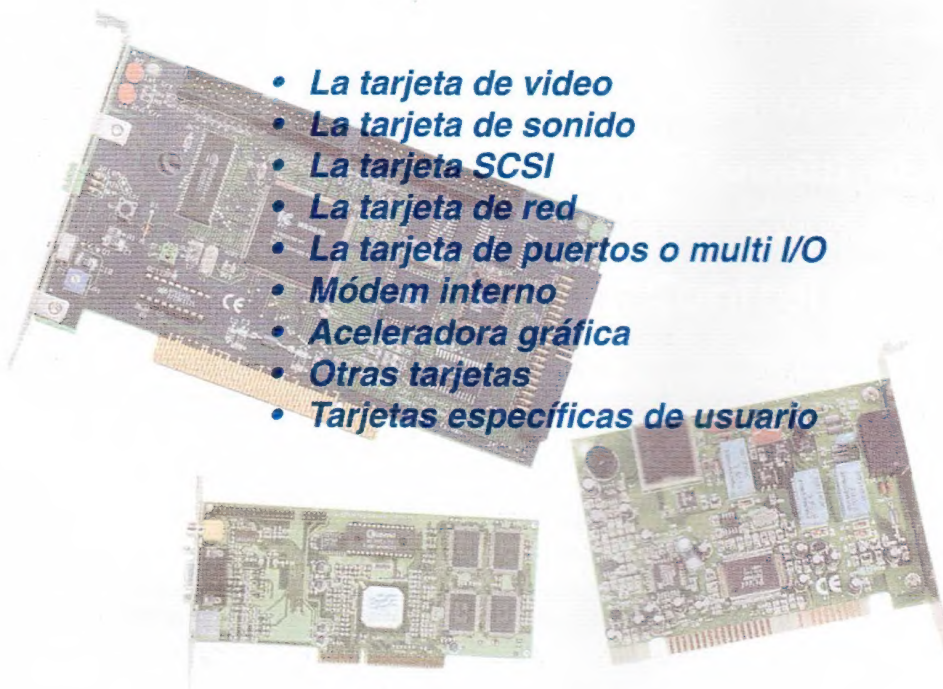 • La tarjeta de video
• La tarjeta de sonido
• La tarjeta SCSI
• La tarjeta de red
• La tarjeta de puertos o multi I/O
• Módem interno
• Aceleradora gráfica
• Otras tarjetas
• Tarjetas específicas de usuario